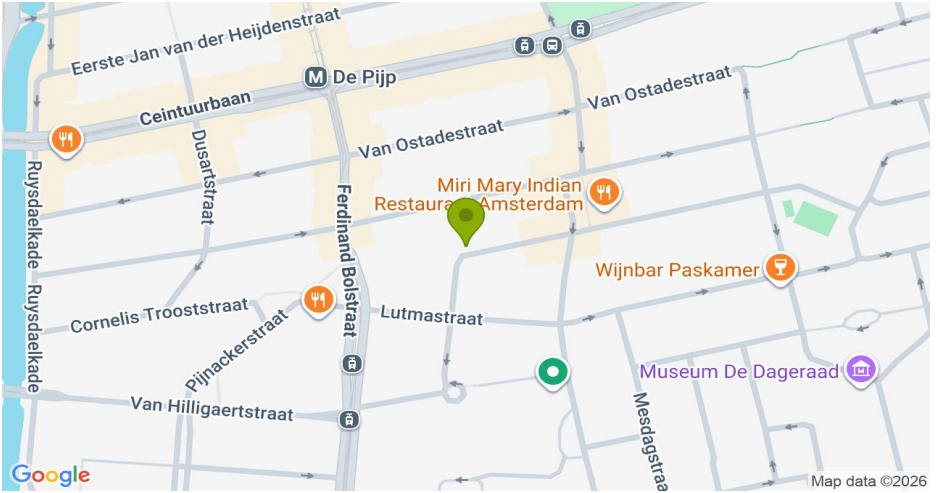 Eerste Jan van der Heijdenstraat
M De Pijp
Ceintuurbaan
Van Ostadestraat
Van Ostadestraat
Dusartstraat
Ruysdaelkade
Ferdinand Bolstraat
Miri Mary Indian
Restaurant Amsterdam
Wijnbar Paskamer
Ruysdaelkade
Cornelis Trooststraat
Lutmastraat
Pijnackerstraat
Museum De Dageraad
M
Van Hilligaertstraat
Mesdagstraat
Google
Map data ©2026